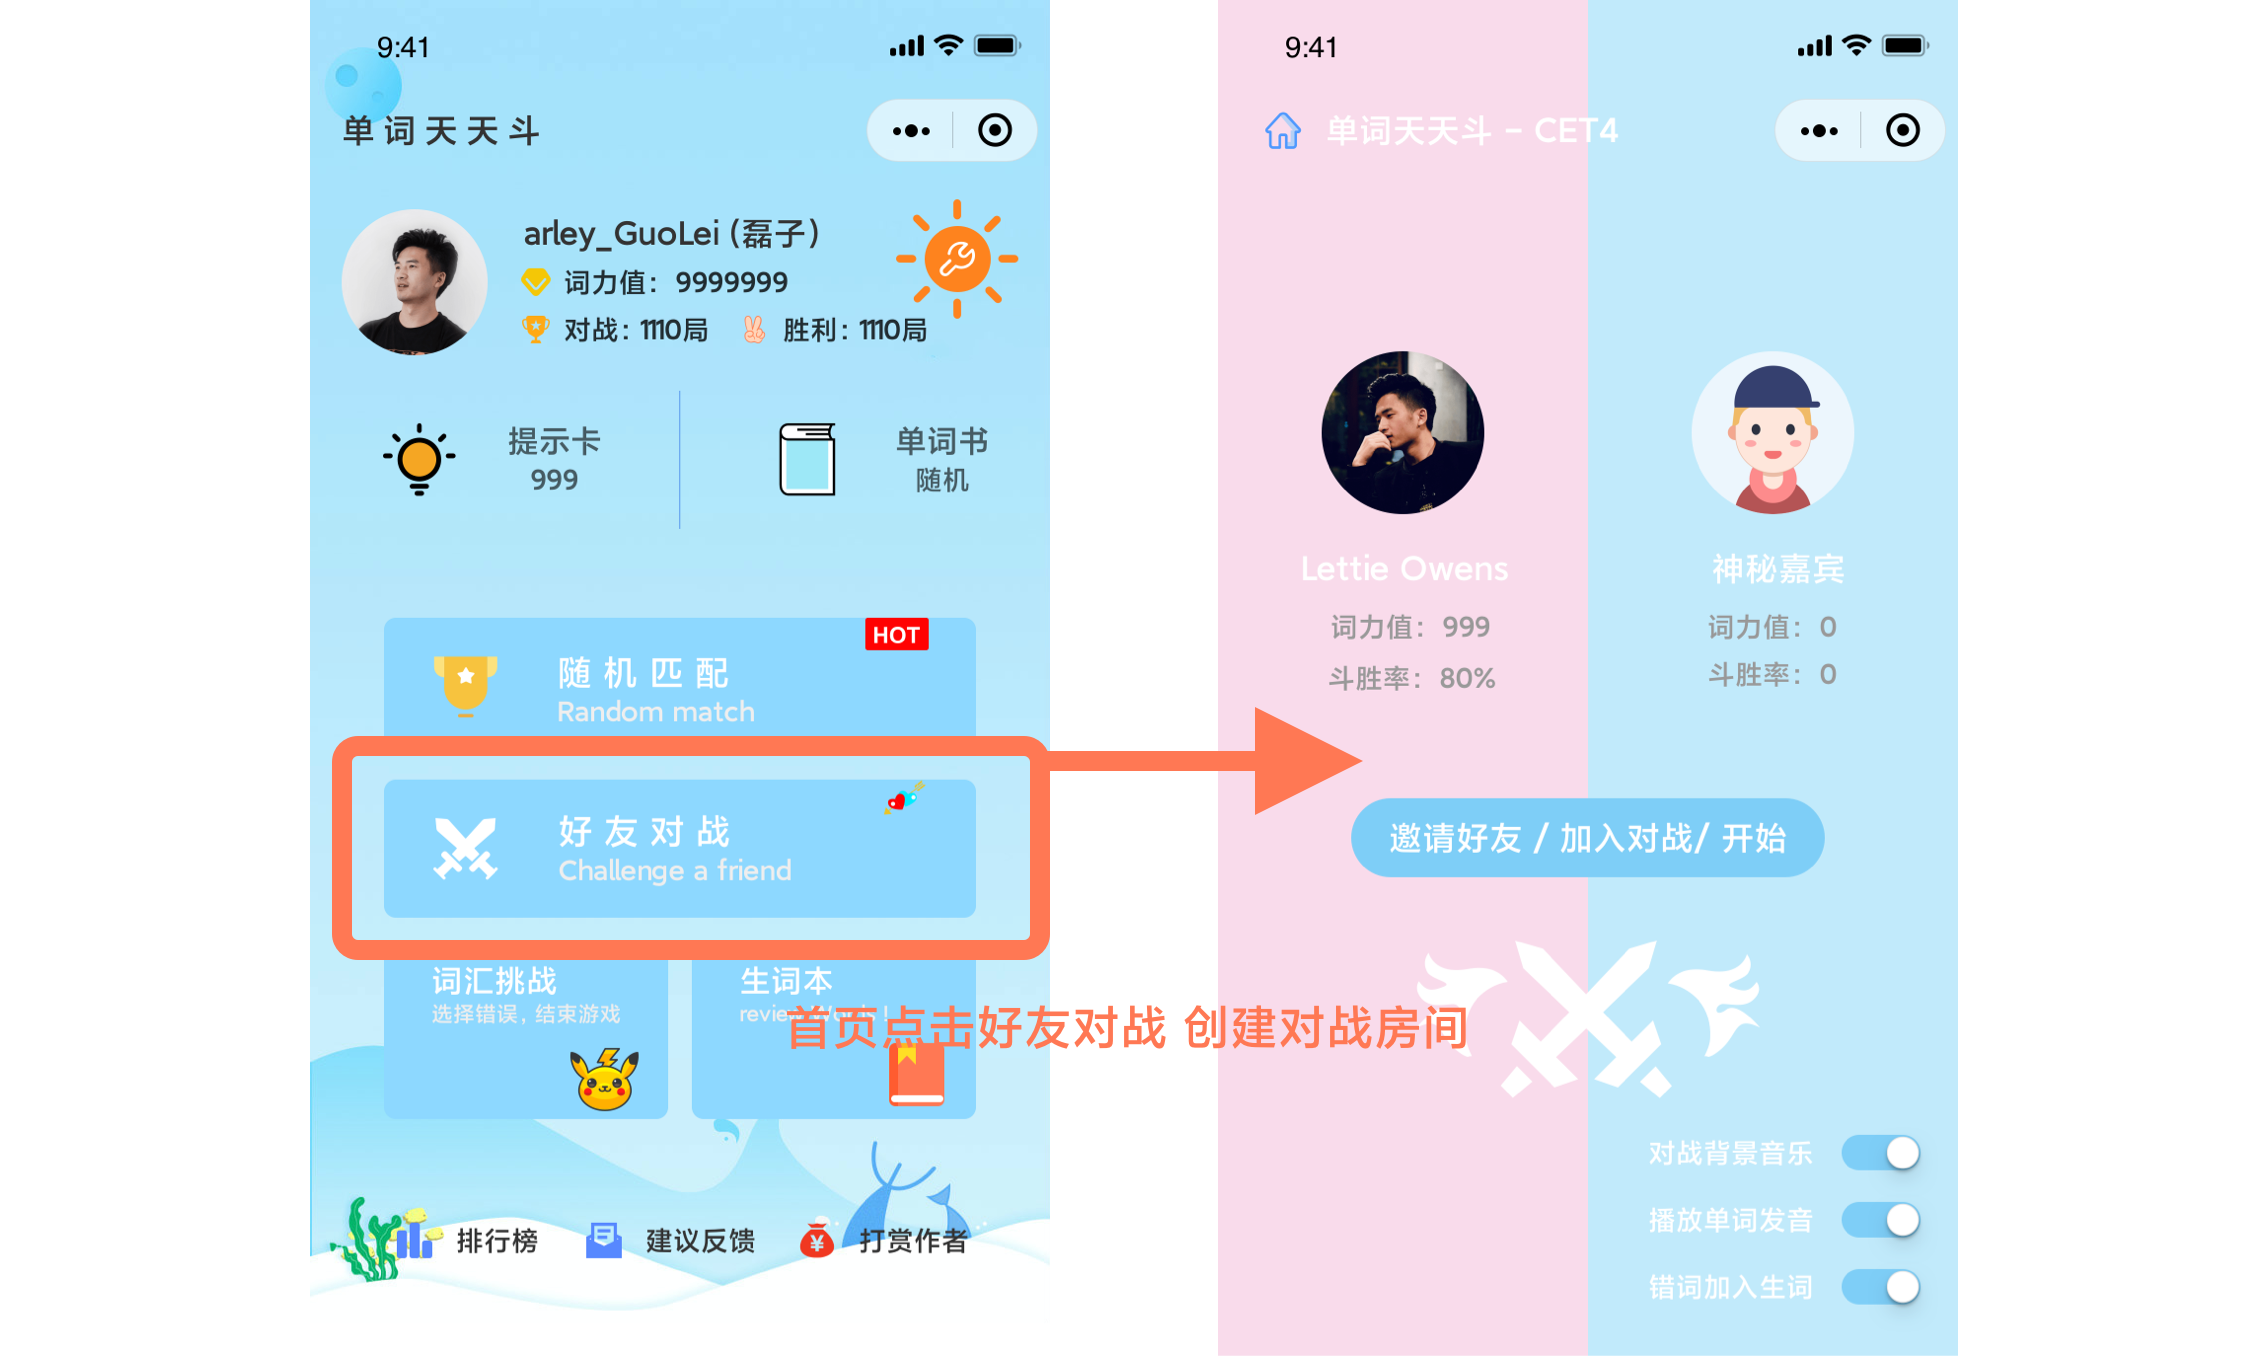 9:41
单词天天斗
arley_GuoLei (磊子)
词力值： 9999999
对战：1110局
胜利：1110局
提示卡
999
单词书
随机
HOT
随机匹配
Random match
好友对战
Challenge a friend
词汇挑战
选择错误，结束游戏
生词本
review Words !
排行榜
建议反馈
打赏作者
首页点击好友对战 创建对战房间
9:41
单词天天斗 - CET4
Lettie Owens
词力值： 999
斗胜率： 80%
神秘嘉宾
词力值： 0
斗胜率： 0
邀请好友 / 加入对战/ 开始
对战背景音乐
播放单词发音
错词加入生词